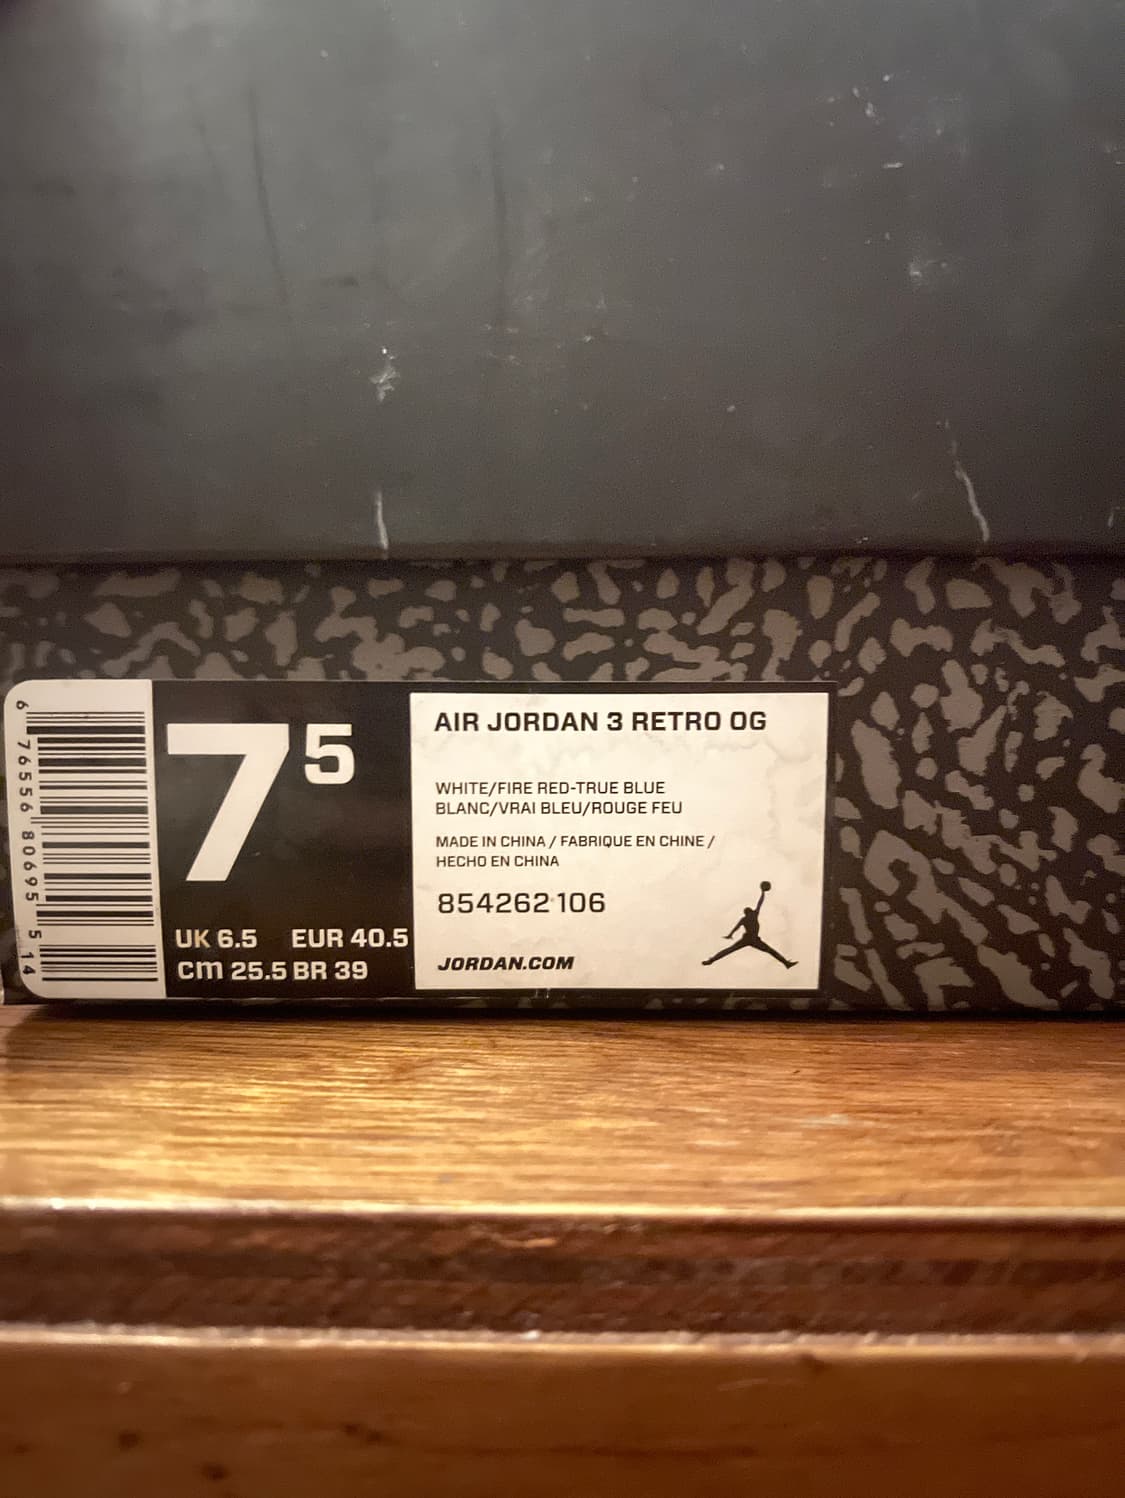 6 76556 80695 5 14
7 5
UK 6.5 EUR 40.5
cm 25.5 BR 39
AIR JORDAN 3 RETRO OG
WHITE/FIRE RED-TRUE BLUE
BLANC/VRAI BLEU/ROUGE FEU
MADE IN CHINA / FABRIQUE EN CHINE /
HECHO EN CHINA
854262 106
JORDAN.COM